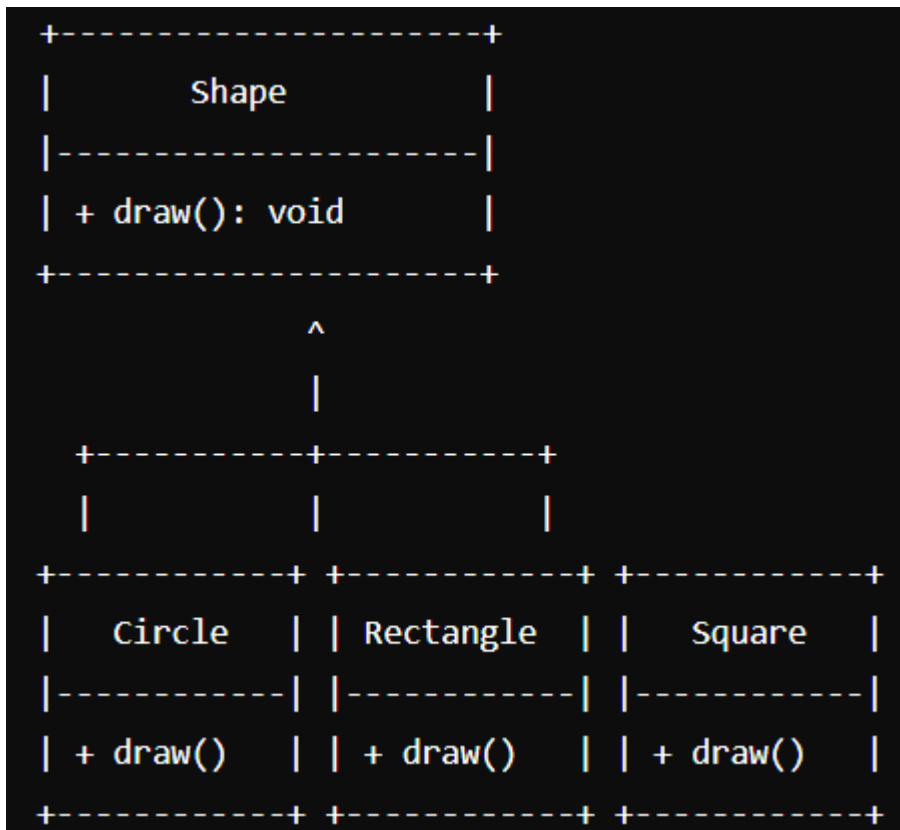 +----------------------+
|       Shape          |
|----------------------|
| + draw(): void       |
+----------------------+
              ^
              |
  +-----------+-----------+
  |           |           |
+------------+ +------------+ +------------+
|   Circle   | | Rectangle  | |   Square   |
|------------| |------------| |------------|
| + draw()   | | + draw()   | | + draw()   |
+------------+ +------------+ +------------+